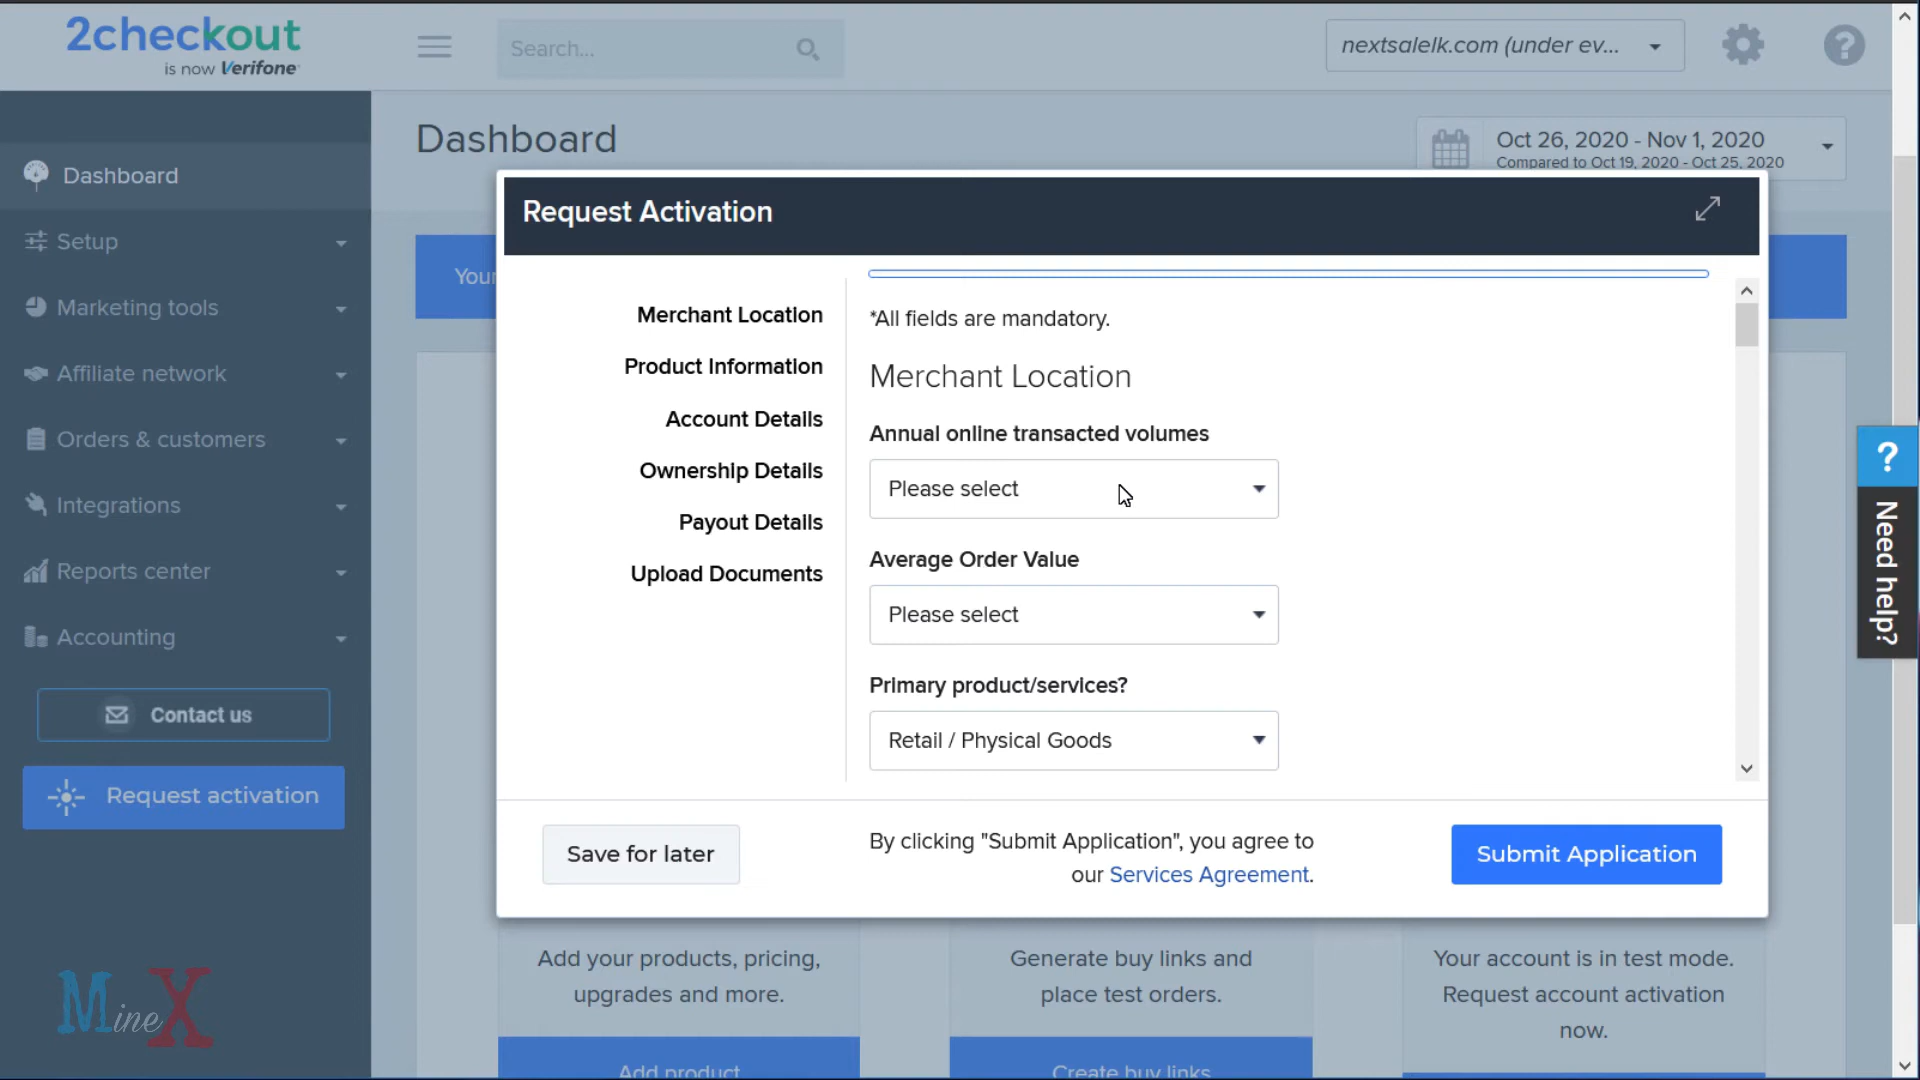 2checkout
is now Verifone
Search...
nextsalelk.com (under ev...
?
Dashboard
Setup
Marketing tools
Affiliate network
Orders & customers
Integrations
Reports center
Accounting
Contact us
Request activation
Dashboard
Oct 26, 2020 - Nov 1, 2020
Compared to Oct 19, 2020 - Oct 25, 2020
Your
Request Activation
Merchant Location
Product Information
Account Details
Ownership Details
Payout Details
Upload Documents
*All fields are mandatory.
Merchant Location
Annual online transacted volumes
Please select
Average Order Value
Please select
Primary product/services?
Retail / Physical Goods
Save for later
By clicking "Submit Application", you agree to
our Services Agreement.
Submit Application
?
Need help?
Add your products, pricing,
upgrades and more.
Add product
Generate buy links and
place test orders.
Create buy links
Your account is in test mode.
Request account activation
now.
MineX